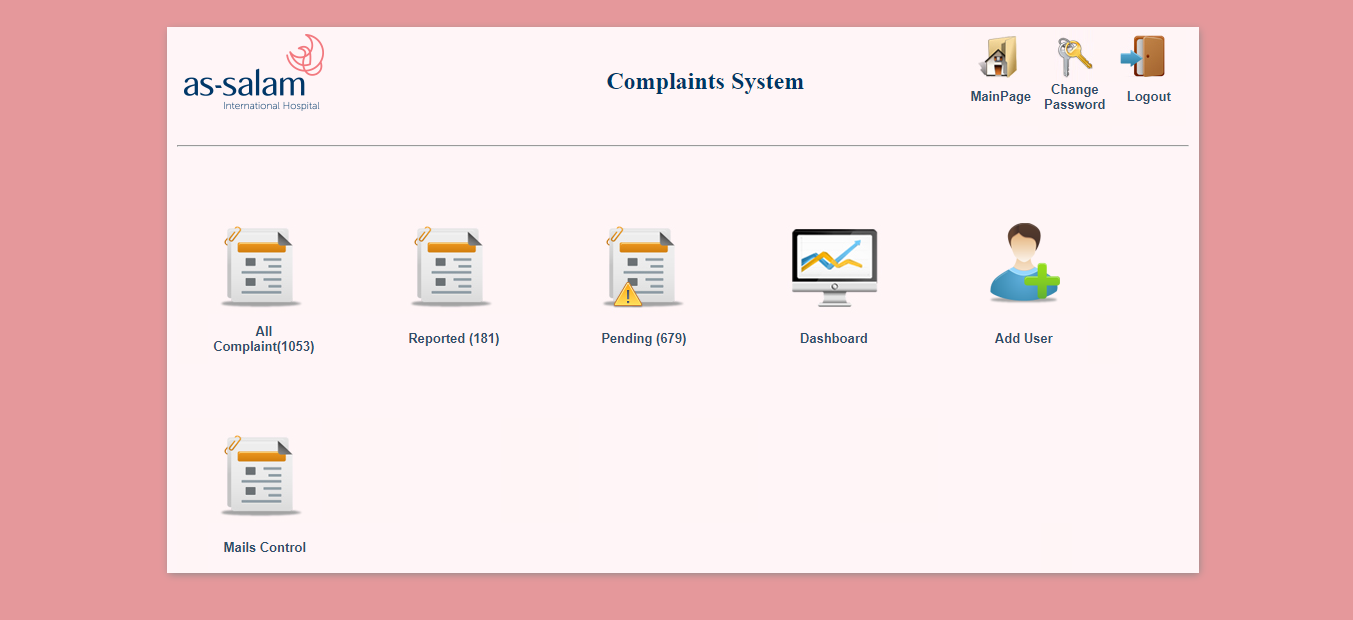 as-salam
International Hospital
Complaints System
MainPage
Change
Password
Logout
All
Complaint(1053)
Reported (181)
Pending (679)
Dashboard
Add User
Mails Control